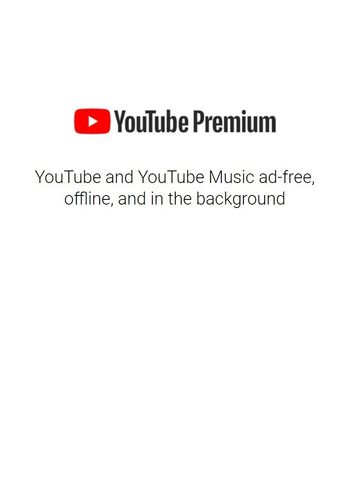 YouTube Premium
YouTube and YouTube Music ad-free,
offline, and in the background